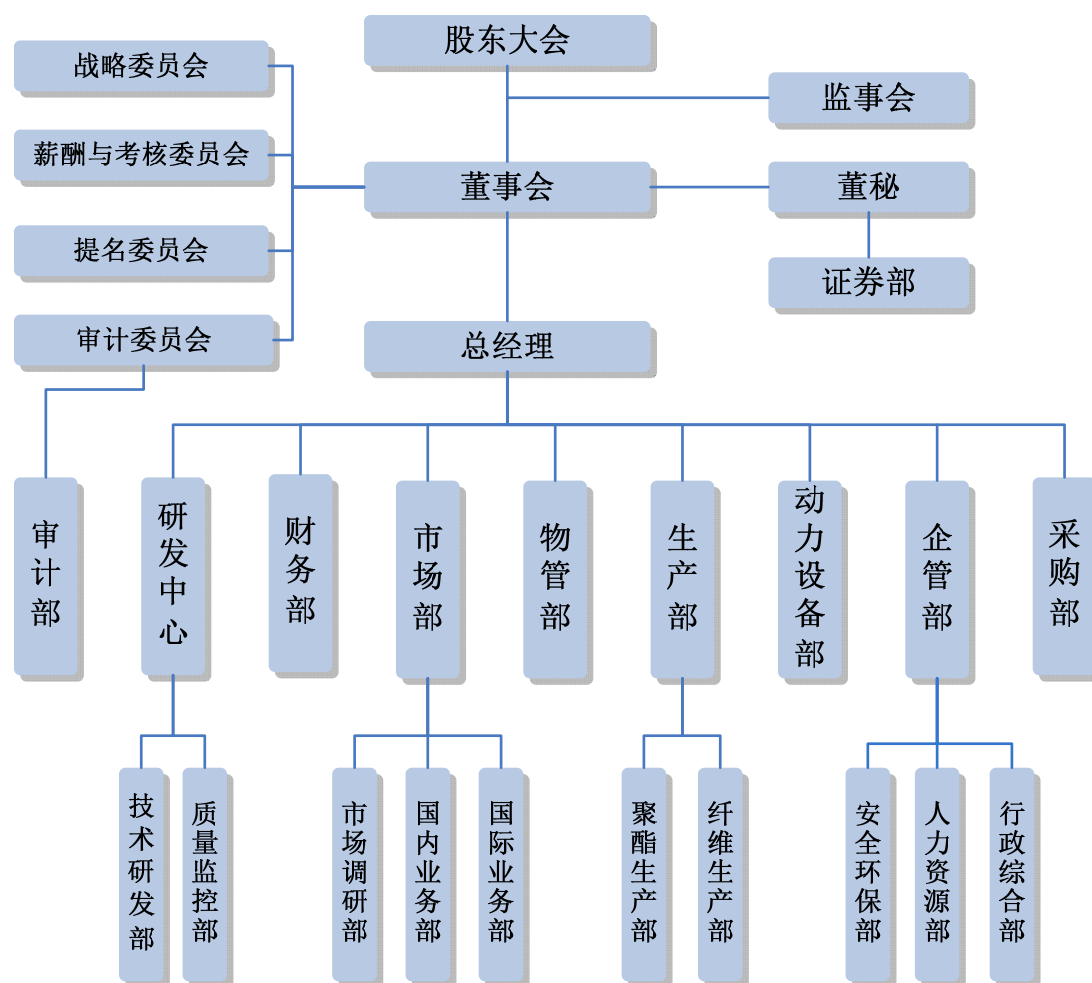 股东大会
战略委员会
监事会
薪酬与考核委员会
董事会
董秘
提名委员会
证券部
审计委员会
总经理
审计部
研发中心
财务部
市场部
物管部
生产部
动力设备部
企管部
采购部
技术研发部
质量监控部
市场调研部
国内业务部
国际业务部
聚酯生产部
纤维生产部
安全环保部
人力资源部
行政综合部